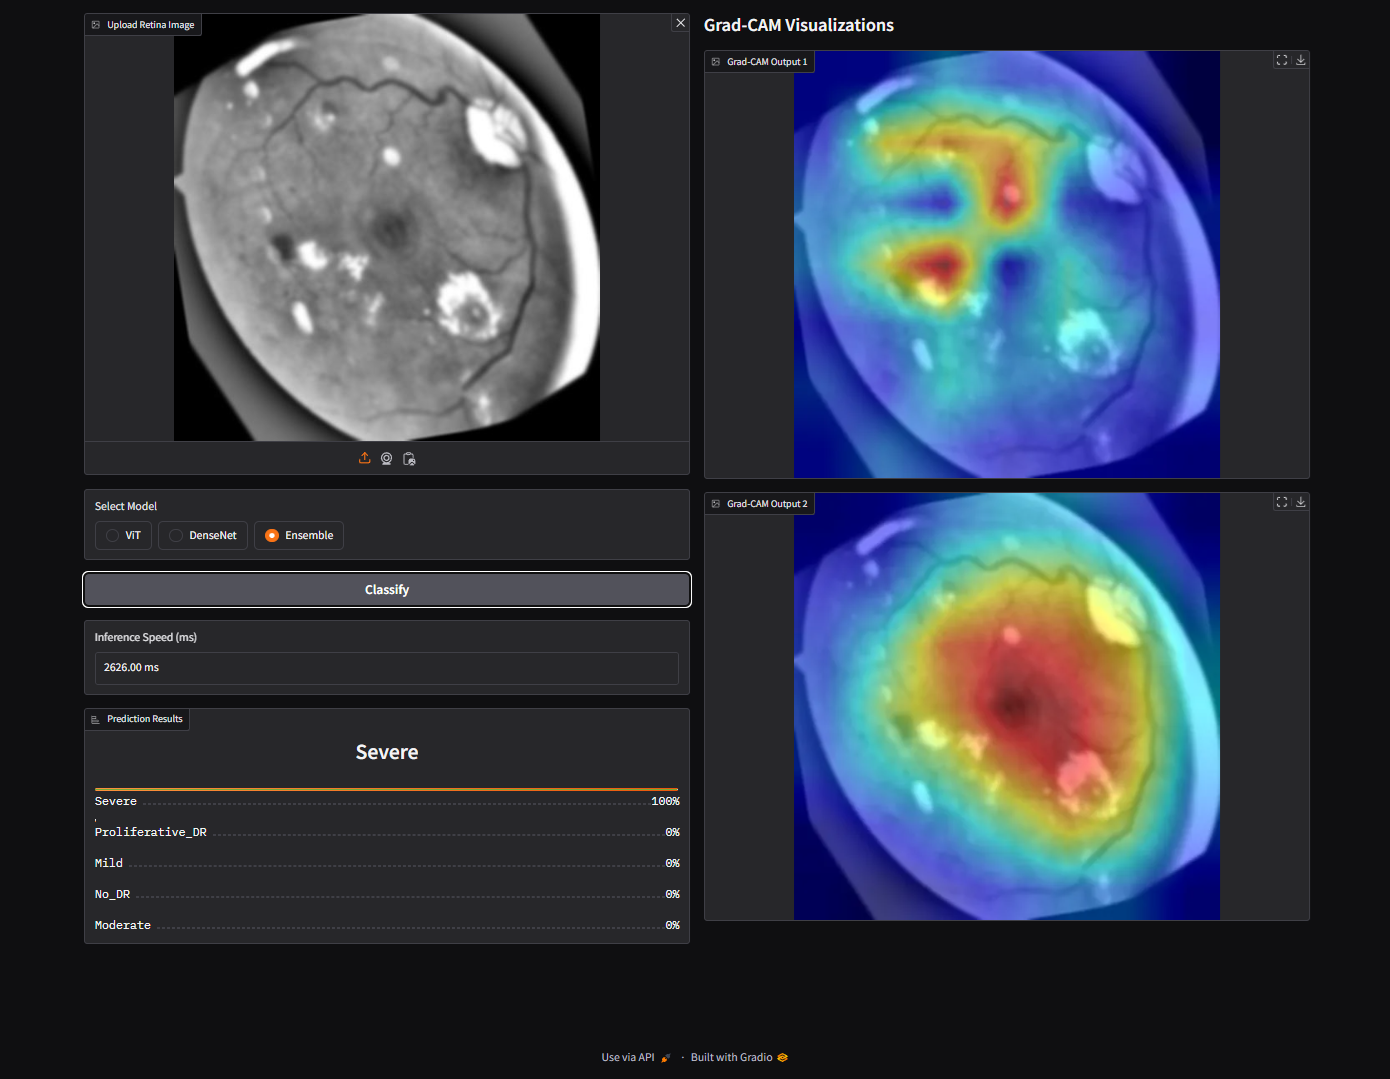 Upload Retina Image
Select Model
ViT
DenseNet
Ensemble
Classify
Inference Speed (ms)
2626.00 ms
Prediction Results
Severe
Severe 100%
Proliferative_DR 0%
Mild 0%
No_DR 0%
Moderate 0%
Grad-CAM Visualizations
Grad-CAM Output 1
Grad-CAM Output 2
Use via API · Built with Gradio